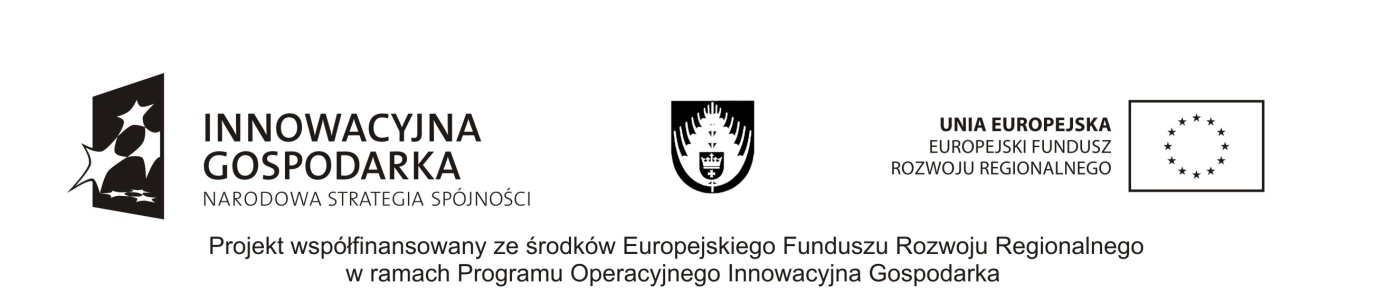 INNOWACYJNA
GOSPODARKA
NARODOWA STRATEGIA SPÓJNOŚCI
UNIA EUROPEJSKA
EUROPEJSKI FUNDUSZ
ROZWOJU REGIONALNEGO
Projekt współfinansowany ze środków Europejskiego Funduszu Rozwoju Regionalnego
w ramach Programu Operacyjnego Innowacyjna Gospodarka